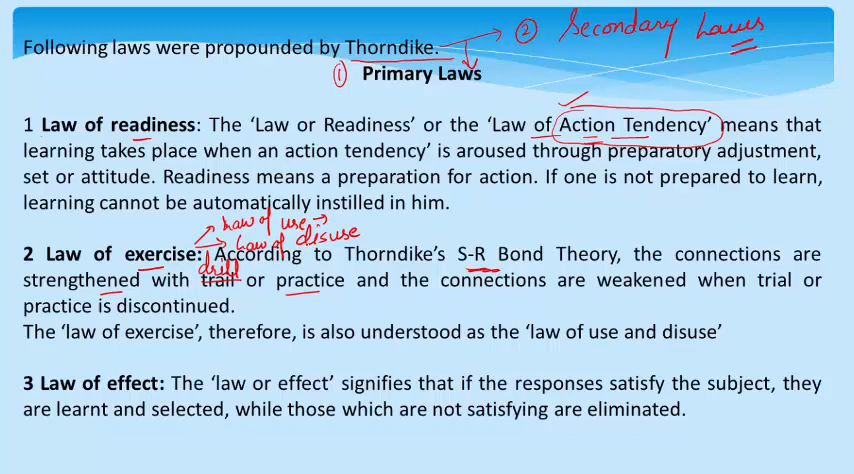 ② Secondary Laws
Following laws were propounded by Thorndike.
① Primary Laws
1 Law of readiness: The ‘Law or Readiness’ or the ‘Law of Action Tendency’ means that
learning takes place when an action tendency’ is aroused through preparatory adjustment,
set or attitude. Readiness means a preparation for action. If one is not prepared to learn,
learning cannot be automatically instilled in him.
Law of use →
Law of disuse
2 Law of exercise: According to Thorndike’s S-R Bond Theory, the connections are
drill
strengthened with trail or practice and the connections are weakened when trial or
practice is discontinued.
The ‘law of exercise’, therefore, is also understood as the ‘law of use and disuse’
3 Law of effect: The ‘law or effect’ signifies that if the responses satisfy the subject, they
are learnt and selected, while those which are not satisfying are eliminated.